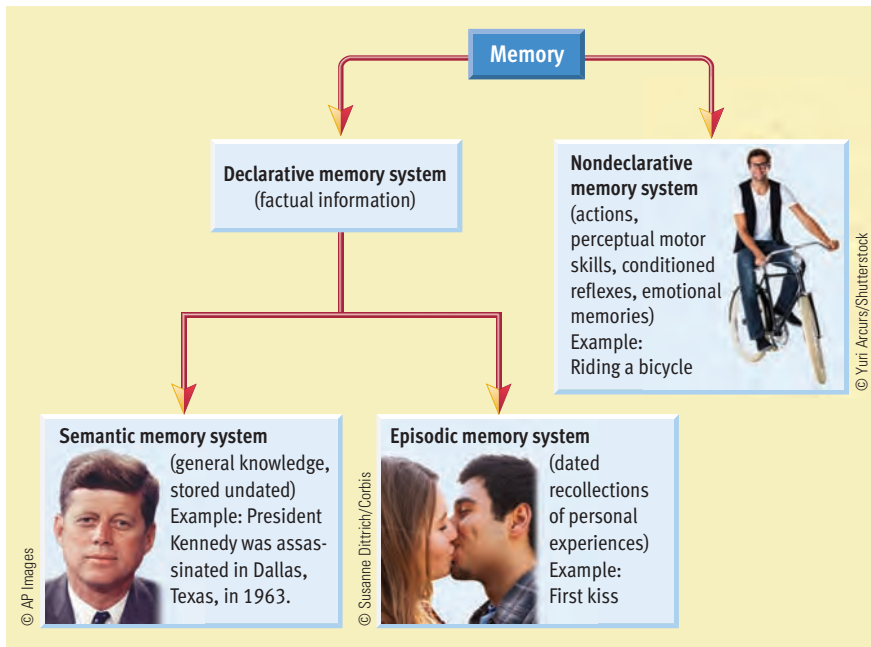 Memory
Declarative memory system
(factual information)
Nondeclarative
memory system
(actions,
perceptual motor
skills, conditioned
reflexes, emotional
memories)
Example:
Riding a bicycle
© Yuri Arcurs/Shutterstock
Semantic memory system
(general knowledge,
stored undated)
Example: President
Kennedy was assas-
sinated in Dallas,
Texas, in 1963.
© AP Images
Episodic memory system
(dated
recollections
of personal
experiences)
Example:
First kiss
© Susanne Dittrich/Corbis